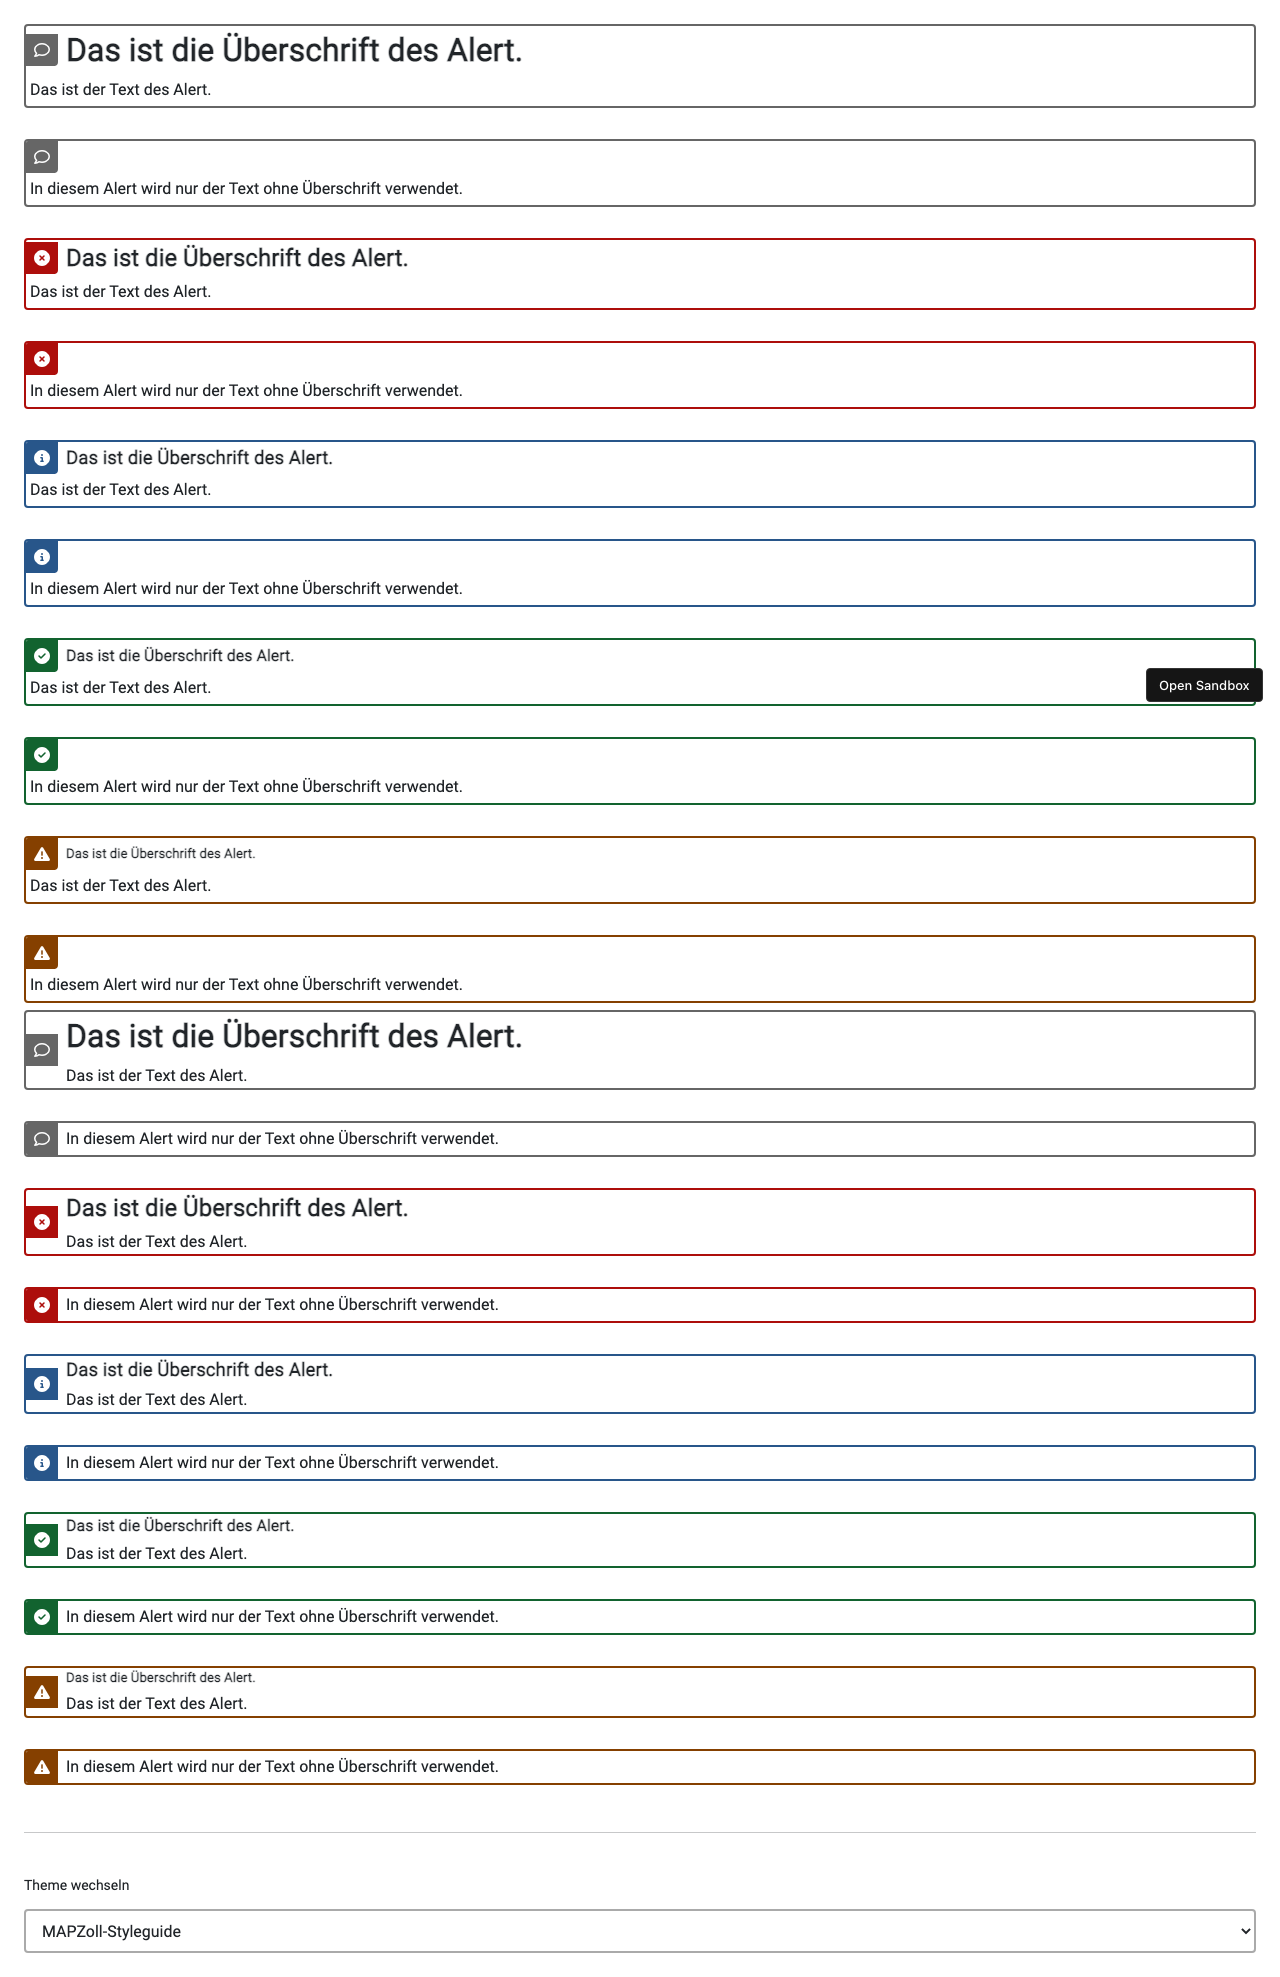 Das ist die Überschrift des Alert.
Das ist der Text des Alert.
In diesem Alert wird nur der Text ohne Überschrift verwendet.
Das ist die Überschrift des Alert.
Das ist der Text des Alert.
In diesem Alert wird nur der Text ohne Überschrift verwendet.
Das ist die Überschrift des Alert.
Das ist der Text des Alert.
In diesem Alert wird nur der Text ohne Überschrift verwendet.
Das ist die Überschrift des Alert.
Das ist der Text des Alert.
Open Sandbox
In diesem Alert wird nur der Text ohne Überschrift verwendet.
Das ist die Überschrift des Alert.
Das ist der Text des Alert.
In diesem Alert wird nur der Text ohne Überschrift verwendet.
Das ist die Überschrift des Alert.
Das ist der Text des Alert.
In diesem Alert wird nur der Text ohne Überschrift verwendet.
Das ist die Überschrift des Alert.
Das ist der Text des Alert.
In diesem Alert wird nur der Text ohne Überschrift verwendet.
Das ist die Überschrift des Alert.
Das ist der Text des Alert.
In diesem Alert wird nur der Text ohne Überschrift verwendet.
Das ist die Überschrift des Alert.
Das ist der Text des Alert.
In diesem Alert wird nur der Text ohne Überschrift verwendet.
Das ist die Überschrift des Alert.
Das ist der Text des Alert.
In diesem Alert wird nur der Text ohne Überschrift verwendet.
Theme wechseln
MAPZoll-Styleguide